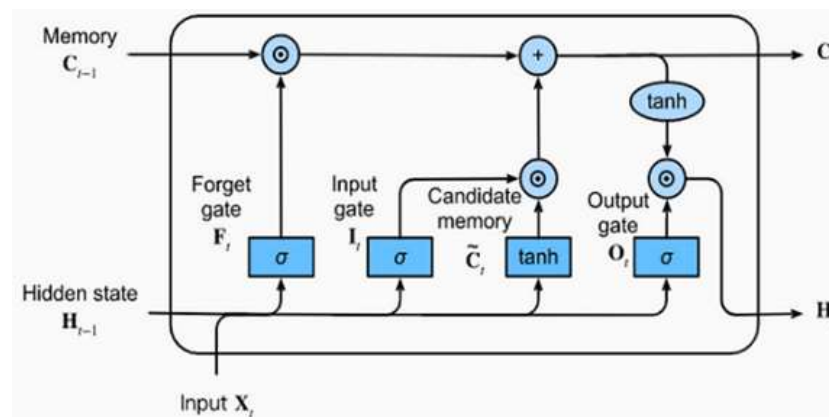 Memory
C_{t-1}
⊙
+
C
tanh
Forget
gate
F_t
Input
gate
I_t
Candidate
memory
C̃_t
⊙
Output
gate
O_t
⊙
σ
σ
tanh
σ
Hidden state
H_{t-1}
H
Input X_t